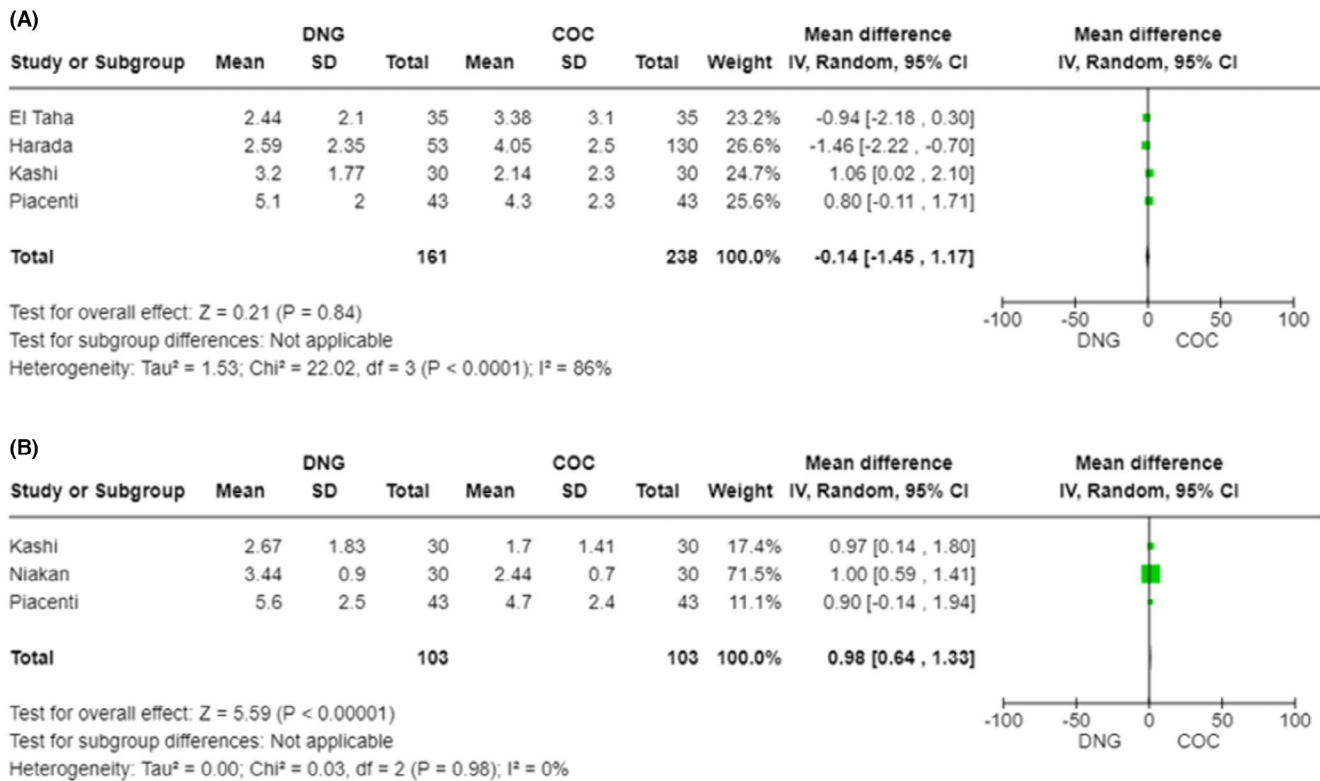 (A)
DNG COC Mean difference Mean difference
Study or Subgroup Mean SD Total Mean SD Total Weight IV, Random, 95% CI IV, Random, 95% CI
El Taha 2.44 2.1 35 3.38 3.1 35 23.2% -0.94 [-2.18 , 0.30]
Harada 2.59 2.35 53 4.05 2.5 130 26.6% -1.46 [-2.22 , -0.70]
Kashi 3.2 1.77 30 2.14 2.3 30 24.7% 1.06 [0.02 , 2.10]
Piacenti 5.1 2 43 4.3 2.3 43 25.6% 0.80 [-0.11 , 1.71]
Total 161 238 100.0% -0.14 [-1.45 , 1.17]
Test for overall effect: Z = 0.21 (P = 0.84)
-100 -50 0 50 100
Test for subgroup differences: Not applicable
DNG COC
Heterogeneity: Tau² = 1.53; Chi² = 22.02, df = 3 (P < 0.0001); I² = 86%
(B)
DNG COC Mean difference Mean difference
Study or Subgroup Mean SD Total Mean SD Total Weight IV, Random, 95% CI IV, Random, 95% CI
Kashi 2.67 1.83 30 1.7 1.41 30 17.4% 0.97 [0.14 , 1.80]
Niakan 3.44 0.9 30 2.44 0.7 30 71.5% 1.00 [0.59 , 1.41]
Piacenti 5.6 2.5 43 4.7 2.4 43 11.1% 0.90 [-0.14 , 1.94]
Total 103 103 100.0% 0.98 [0.64 , 1.33]
Test for overall effect: Z = 5.59 (P < 0.00001)
-100 -50 0 50 100
Test for subgroup differences: Not applicable
DNG COC
Heterogeneity: Tau² = 0.00; Chi² = 0.03, df = 2 (P = 0.98); I² = 0%